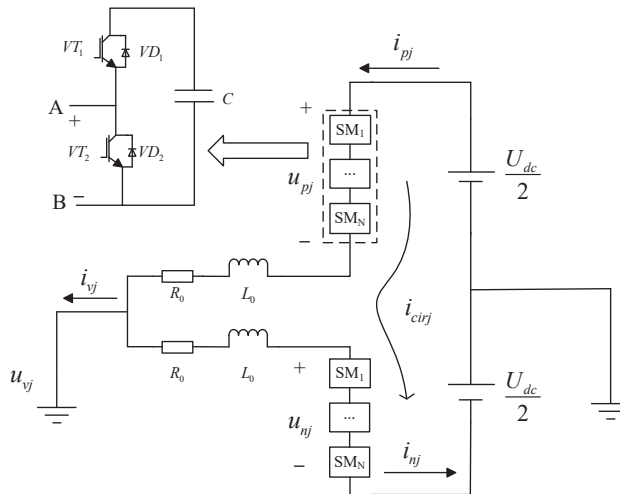 VT₁
VD₁
C
A
+
VT₂
VD₂
B
−
i_pj
+
SM₁
...
SM_N
u_pj
−
U_dc/2
i_vj
R₀
L₀
i_cirj
R₀
L₀
u_vj
+
SM₁
...
SM_N
u_nj
−
i_nj
U_dc/2